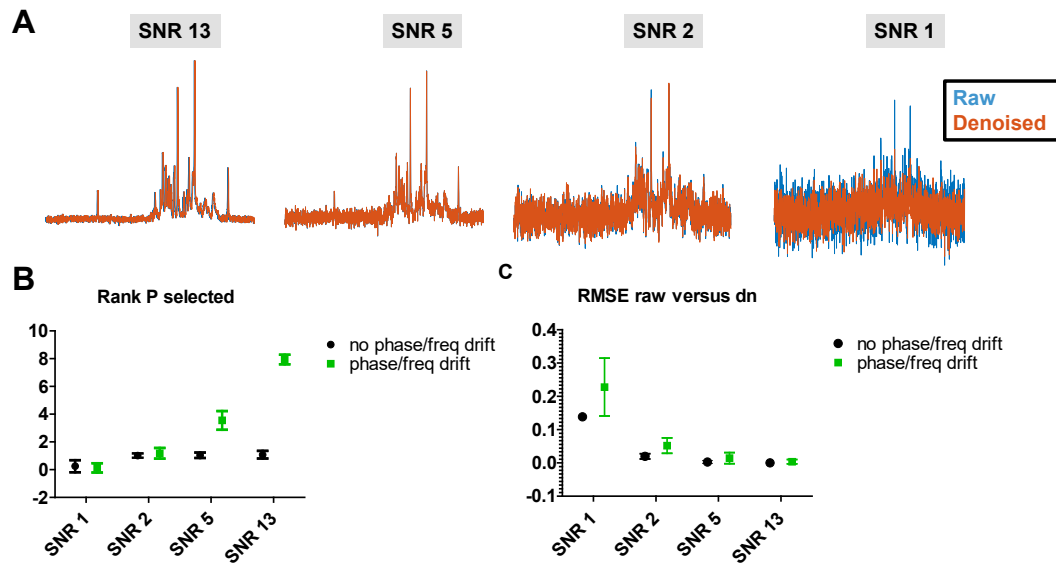 A
SNR 13
SNR 5
SNR 2
SNR 1
Raw
Denoised
B
Rank P selected
10
8
6
4
2
0
-2
SNR 1
SNR 2
SNR 5
SNR 13
no phase/freq drift
phase/freq drift
C
RMSE raw versus dn
0.4
0.3
0.2
0.1
0.0
-0.1
SNR 1
SNR 2
SNR 5
SNR 13
no phase/freq drift
phase/freq drift